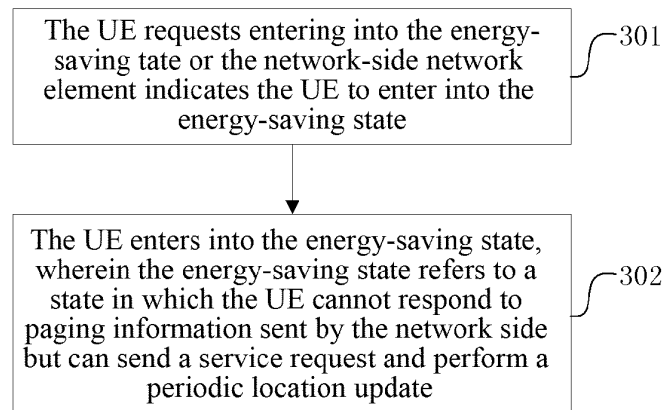 The UE requests entering into the energy-
saving tate or the network-side network
element indicates the UE to enter into the
energy-saving state
301
The UE enters into the energy-saving state,
wherein the energy-saving state refers to a
state in which the UE cannot respond to
paging information sent by the network side
but can send a service request and perform a
periodic location update
302